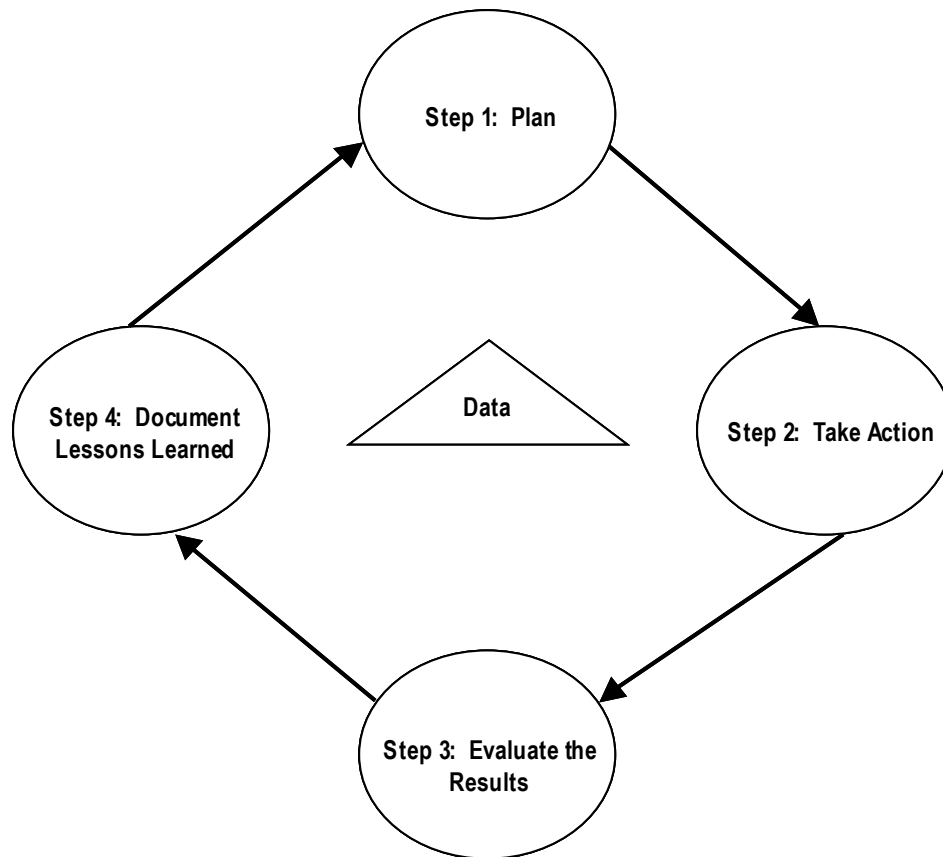 Step 1: Plan
Step 4: Document
Lessons Learned
Data
Step 2: Take Action
Step 3: Evaluate the
Results